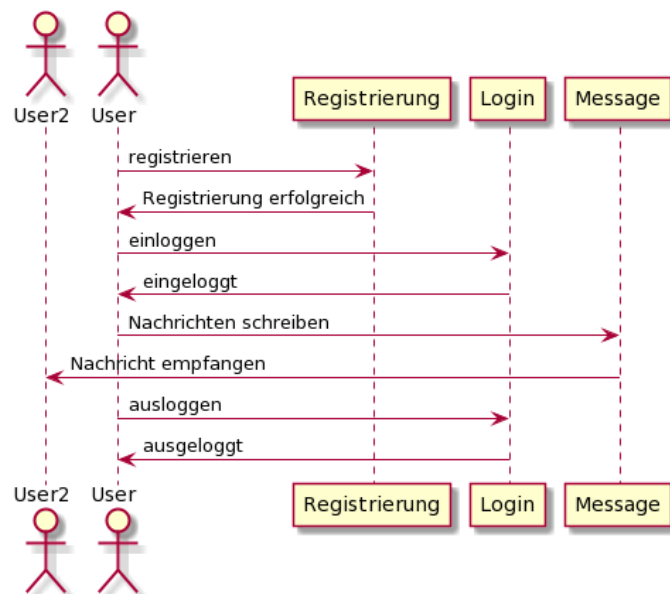 User2 User Registrierung Login Message
registrieren
Registrierung erfolgreich
einloggen
eingeloggt
Nachrichten schreiben
Nachricht empfangen
ausloggen
ausgeloggt
User2 User Registrierung Login Message